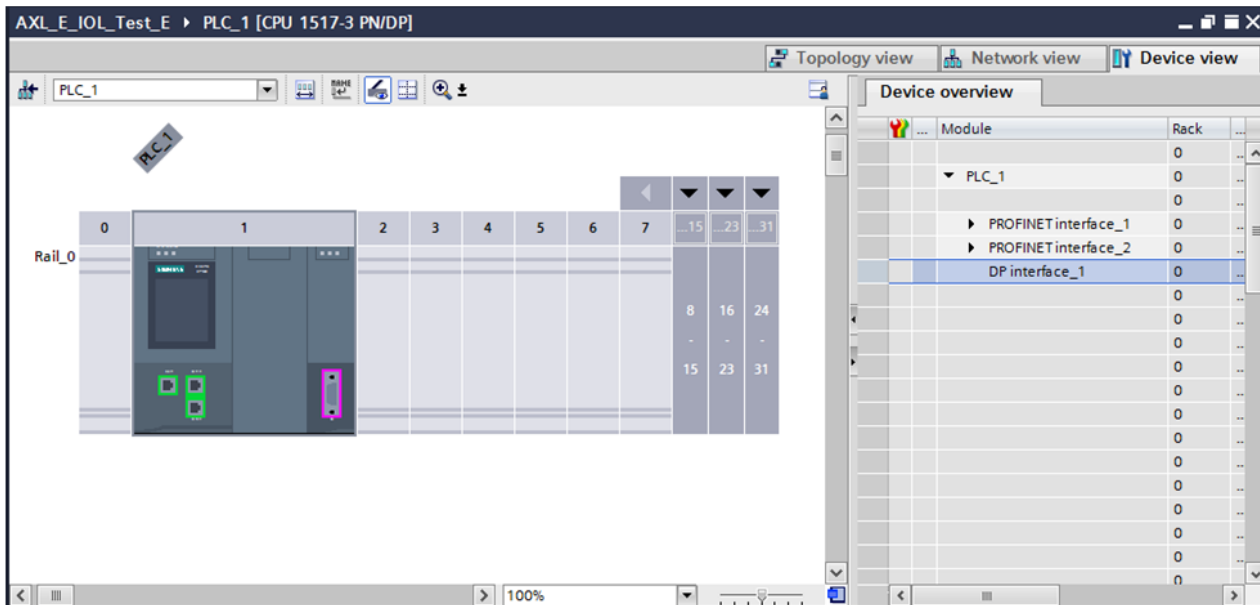 AXL_E_IOL_Test_E ▸ PLC_1 [CPU 1517-3 PN/DP]
Topology view
Network view
Device view
PLC_1
Device overview
PLC_1
... Module Rack ...
0 ..
PLC_1 0 ..
0 ..
PROFINET interface_1 0 ..
PROFINET interface_2 0 ..
DP interface_1 0 ..
0 ..
0 ..
0 ..
0 ..
0 ..
0 ..
0 ..
0 ..
0 ..
0 ..
0 ..
0 ..
0
0 1 2 3 4 5 6 7 ...15 ...23 ...31
Rail_0
SIEMENS
8 16 24
- - -
15 23 31
100%